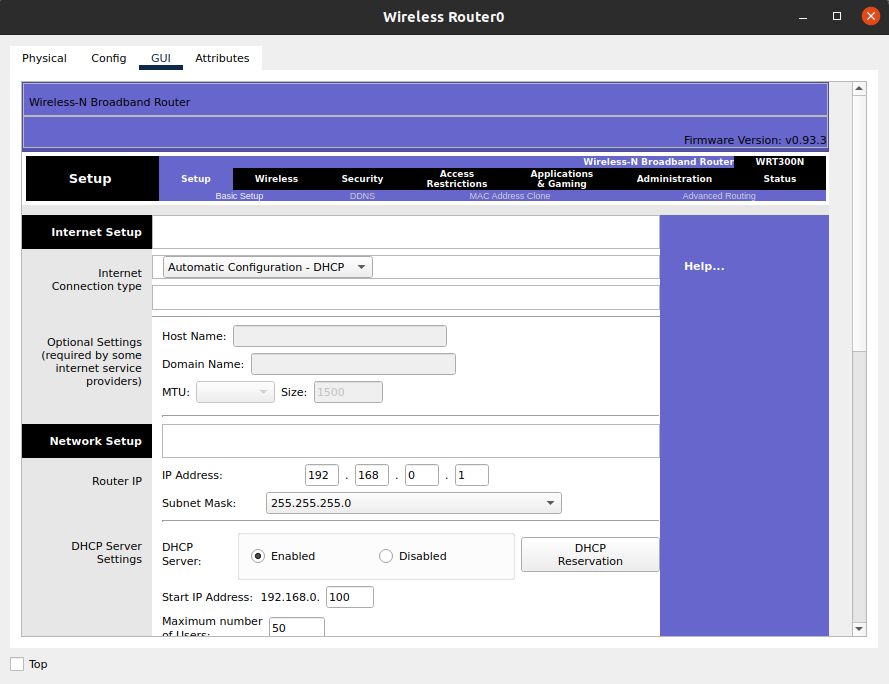 Wireless Router0
Physical Config GUI Attributes
Wireless-N Broadband Router
Firmware Version: v0.93.3
Wireless-N Broadband Router WRT300N
Setup
Setup Wireless Security Access Restrictions Applications & Gaming Administration Status
Basic Setup DDNS MAC Address Clone Advanced Routing
Internet Setup
Help...
Internet
Connection type
Automatic Configuration - DHCP
Optional Settings
(required by some
internet service
providers)
Host Name:
Domain Name:
MTU: Size: 1500
Network Setup
Router IP
IP Address: 192 . 168 . 0 . 1
Subnet Mask: 255.255.255.0
DHCP Server
Settings
DHCP
Server:
Enabled Disabled
DHCP
Reservation
Start IP Address: 192.168.0. 100
Maximum number
of Users: 50
Top